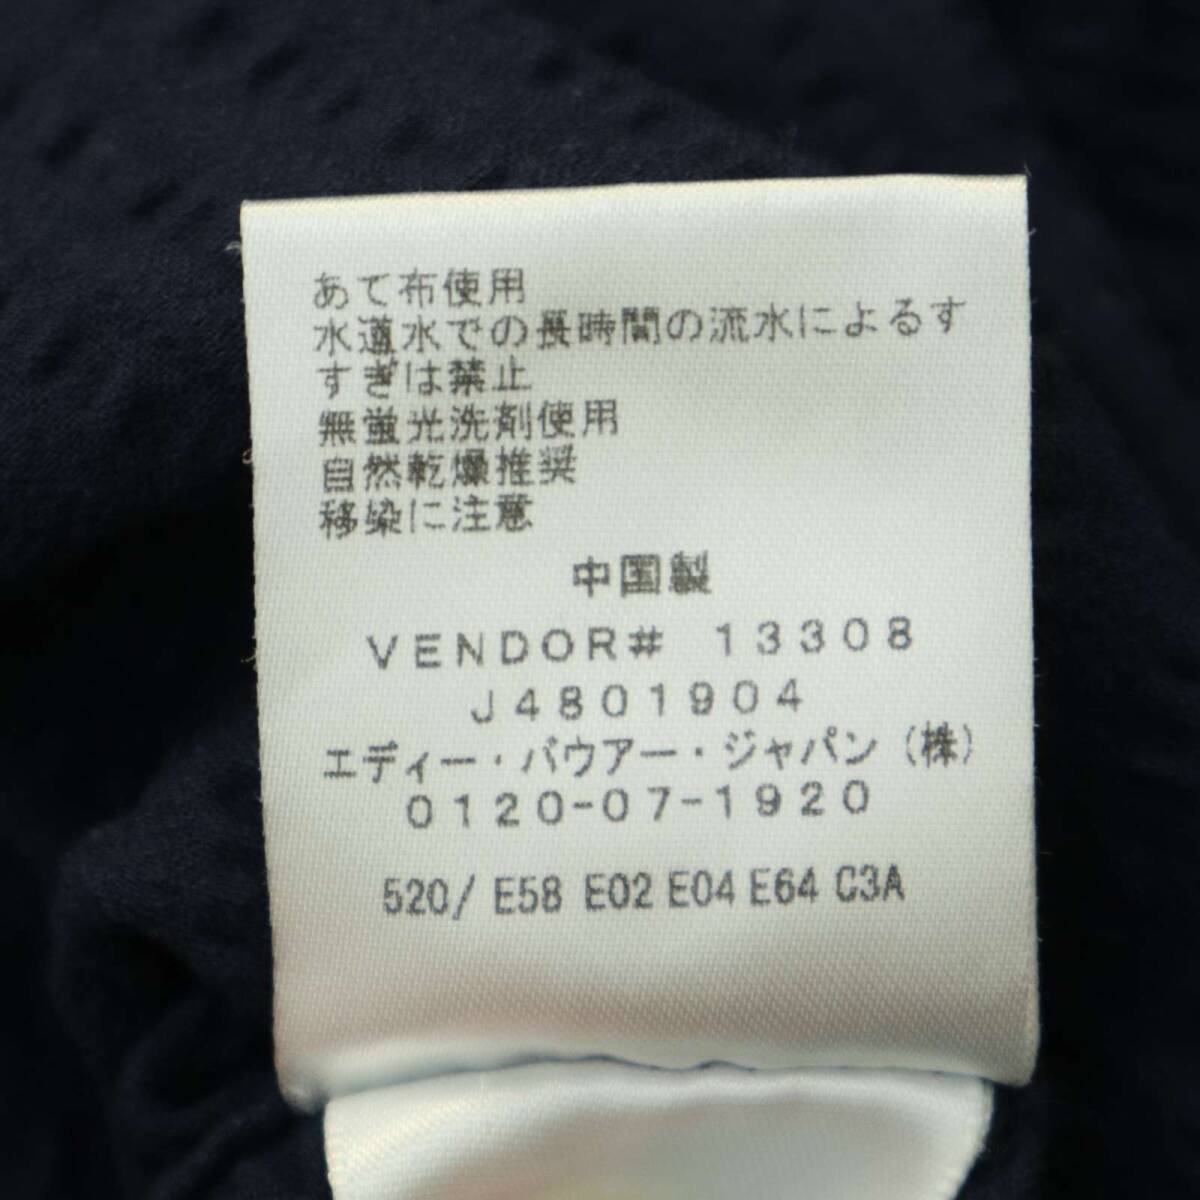 あて布使用
水道水での長時間の流水によるす
すぎは禁止
無蛍光洗剤使用
自然乾燥推奨
移染に注意
中国製
VENDOR# 13308
J4801904
エディー・バウアー・ジャパン(株)
0120-07-1920
520/ E58 E02 E04 E64 C3A